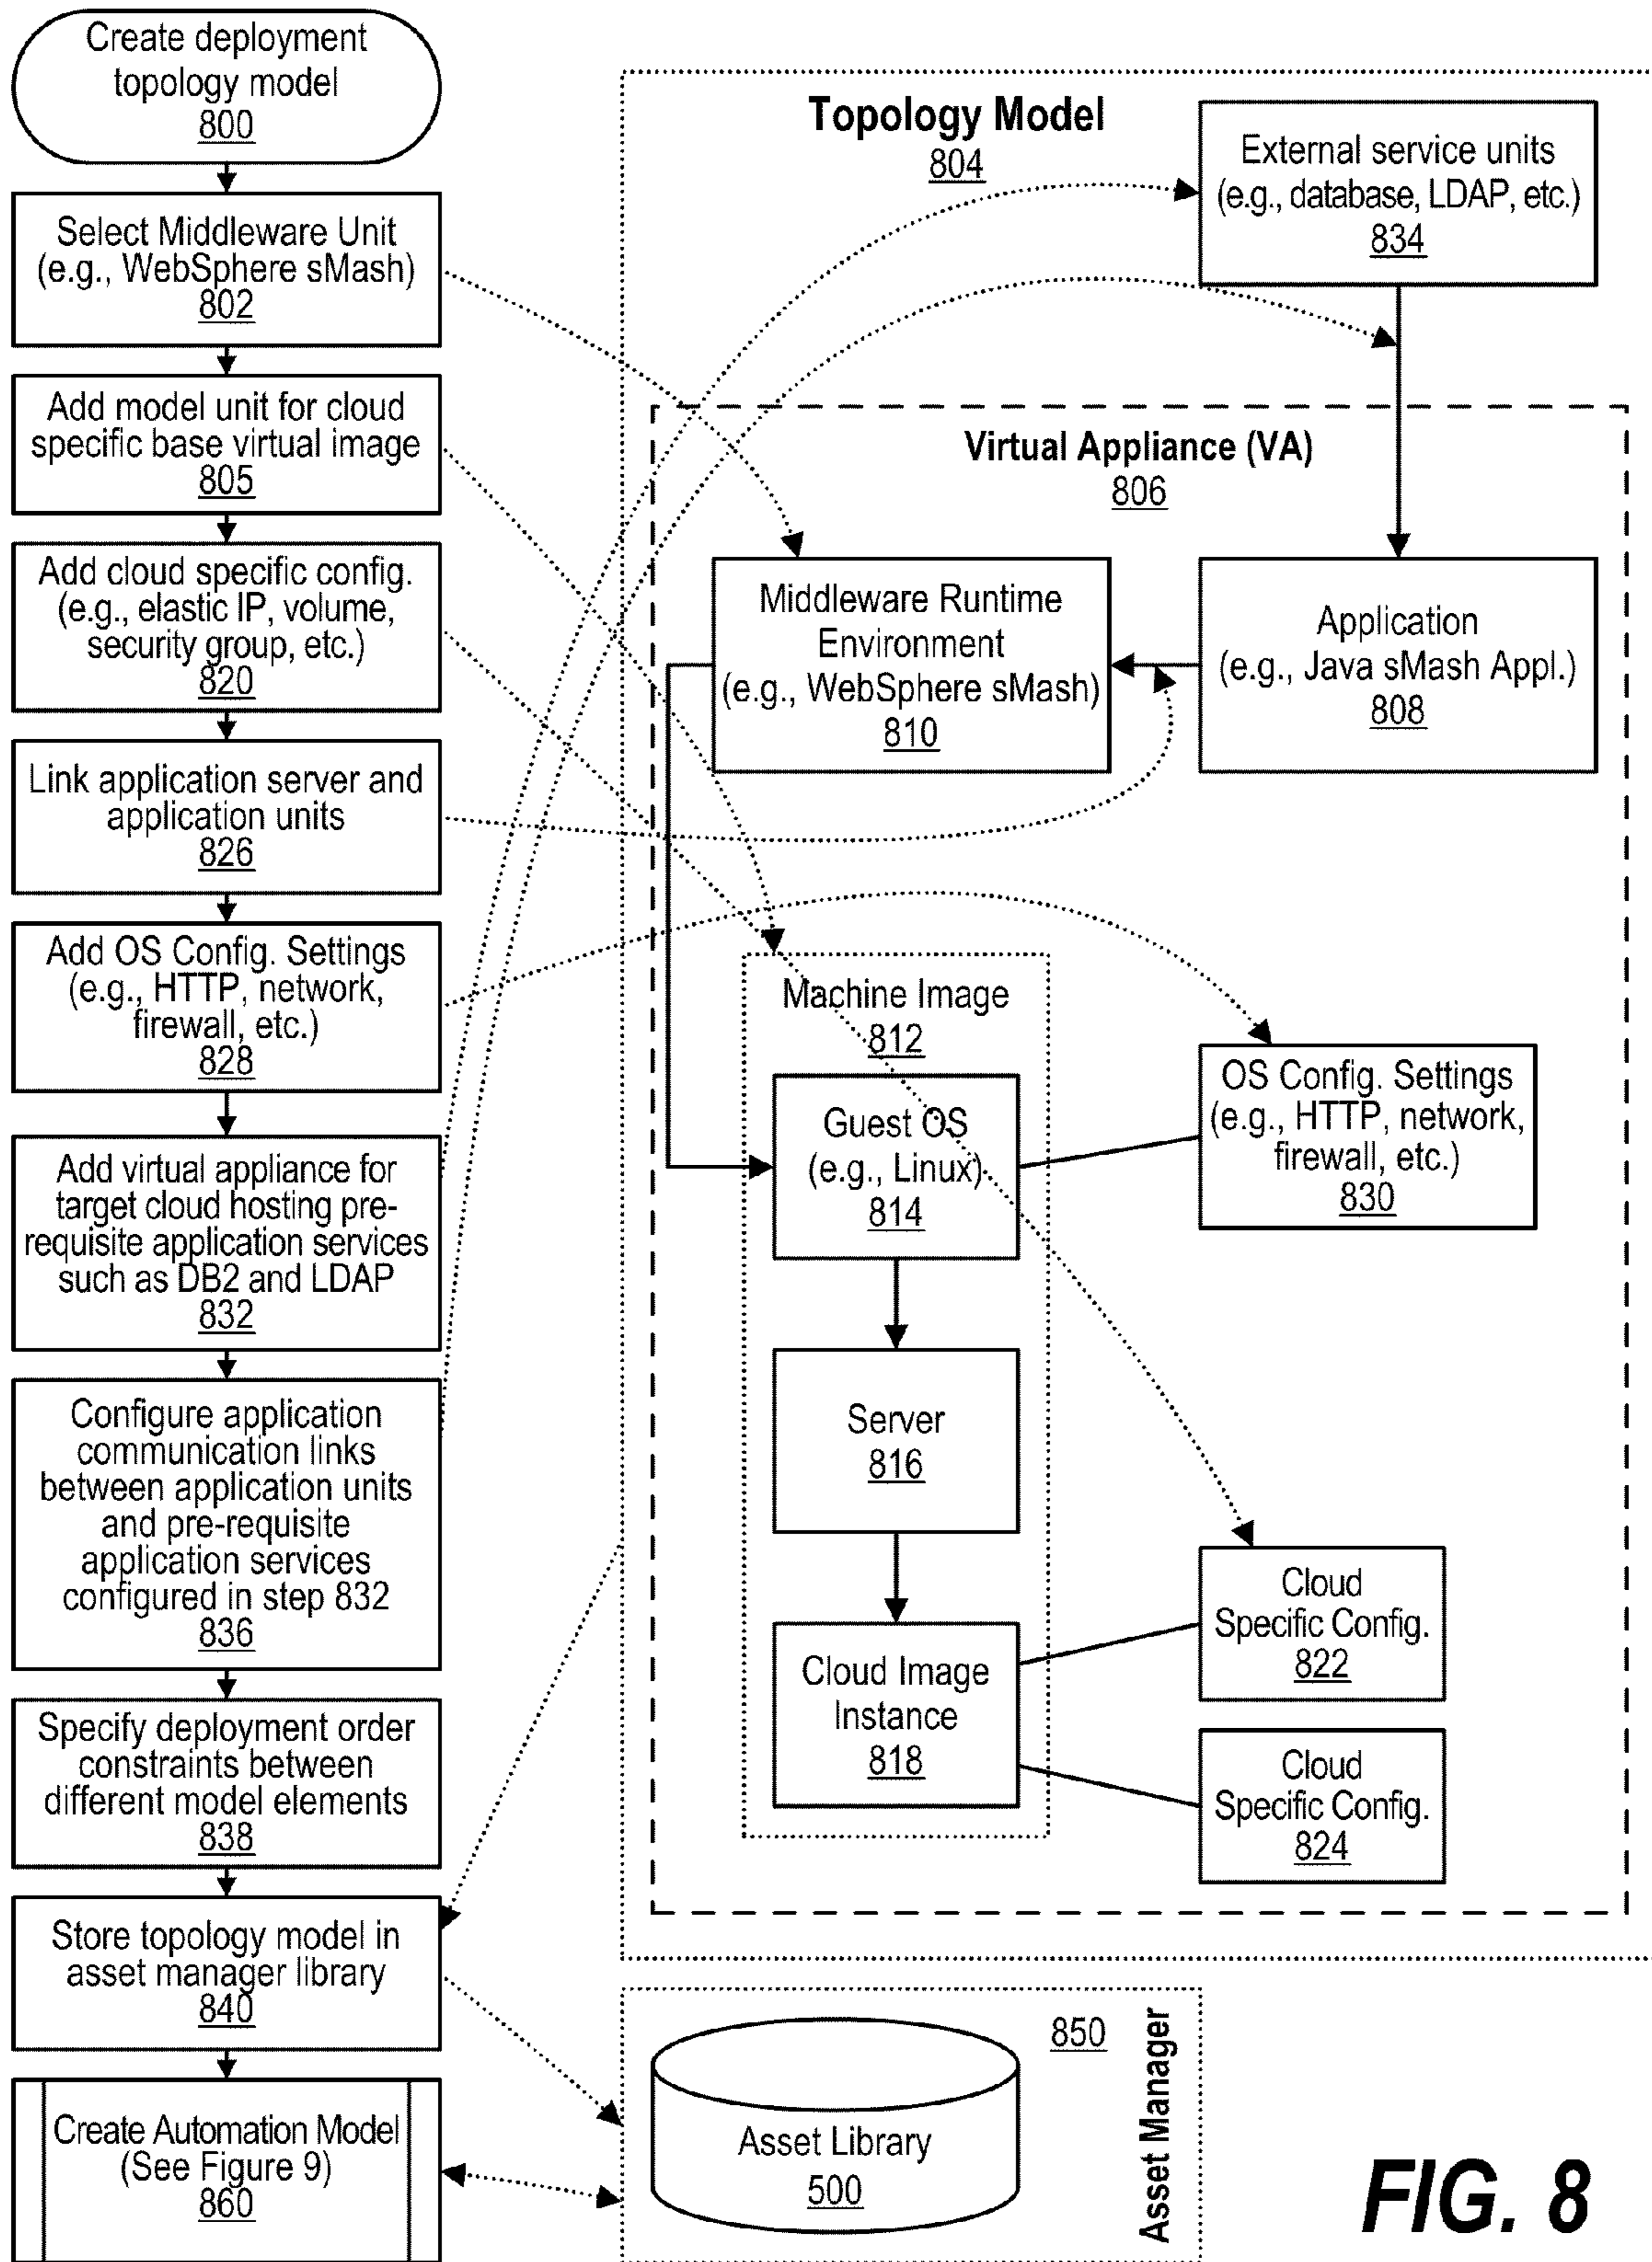 Create deployment
topology model
800
Select Middleware Unit
(e.g., WebSphere sMash)
802
Add model unit for cloud
specific base virtual image
805
Add cloud specific config.
(e.g., elastic IP, volume,
security group, etc.)
820
Link application server and
application units
826
Add OS Config. Settings
(e.g., HTTP, network,
firewall, etc.)
828
Add virtual appliance for
target cloud hosting pre-
requisite application services
such as DB2 and LDAP
832
Configure application
communication links
between application units
and pre-requisite
application services
configured in step 832
836
Specify deployment order
constraints between
different model elements
838
Store topology model in
asset manager library
840
Create Automation Model
(See Figure 9)
860
Topology Model
804
External service units
(e.g., database, LDAP, etc.)
834
Virtual Appliance (VA)
806
Middleware Runtime
Environment
(e.g., WebSphere sMash)
810
Application
(e.g., Java sMash Appl.)
808
Machine Image
812
Guest OS
(e.g., Linux)
814
OS Config. Settings
(e.g., HTTP, network,
firewall, etc.)
830
Server
816
Cloud Image
Instance
818
Cloud
Specific Config.
822
Cloud
Specific Config.
824
Asset Library
500
850
Asset Manager
FIG. 8